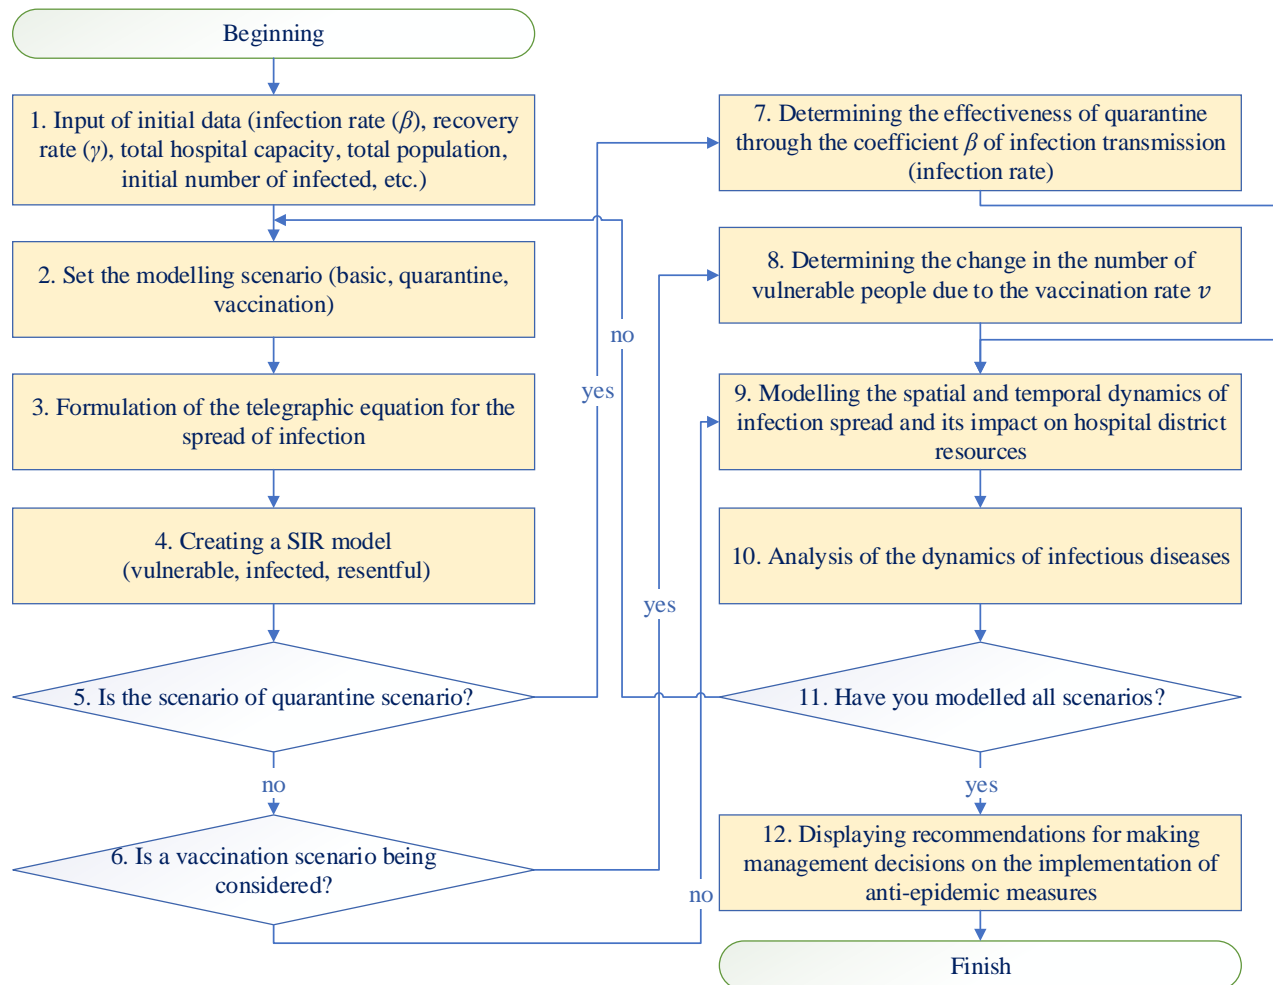 Beginning
1. Input of initial data (infection rate (β), recovery
rate (γ), total hospital capacity, total population,
initial number of infected, etc.)
2. Set the modelling scenario (basic, quarantine,
vaccination)
3. Formulation of the telegraphic equation for the
spread of infection
4. Creating a SIR model
(vulnerable, infected, resentful)
5. Is the scenario of quarantine scenario?
no
6. Is a vaccination scenario being
considered?
yes
no
yes
no
7. Determining the effectiveness of quarantine
through the coefficient β of infection transmission
(infection rate)
8. Determining the change in the number of
vulnerable people due to the vaccination rate v
9. Modelling the spatial and temporal dynamics of
infection spread and its impact on hospital district
resources
10. Analysis of the dynamics of infectious diseases
11. Have you modelled all scenarios?
yes
12. Displaying recommendations for making
management decisions on the implementation of
anti-epidemic measures
Finish